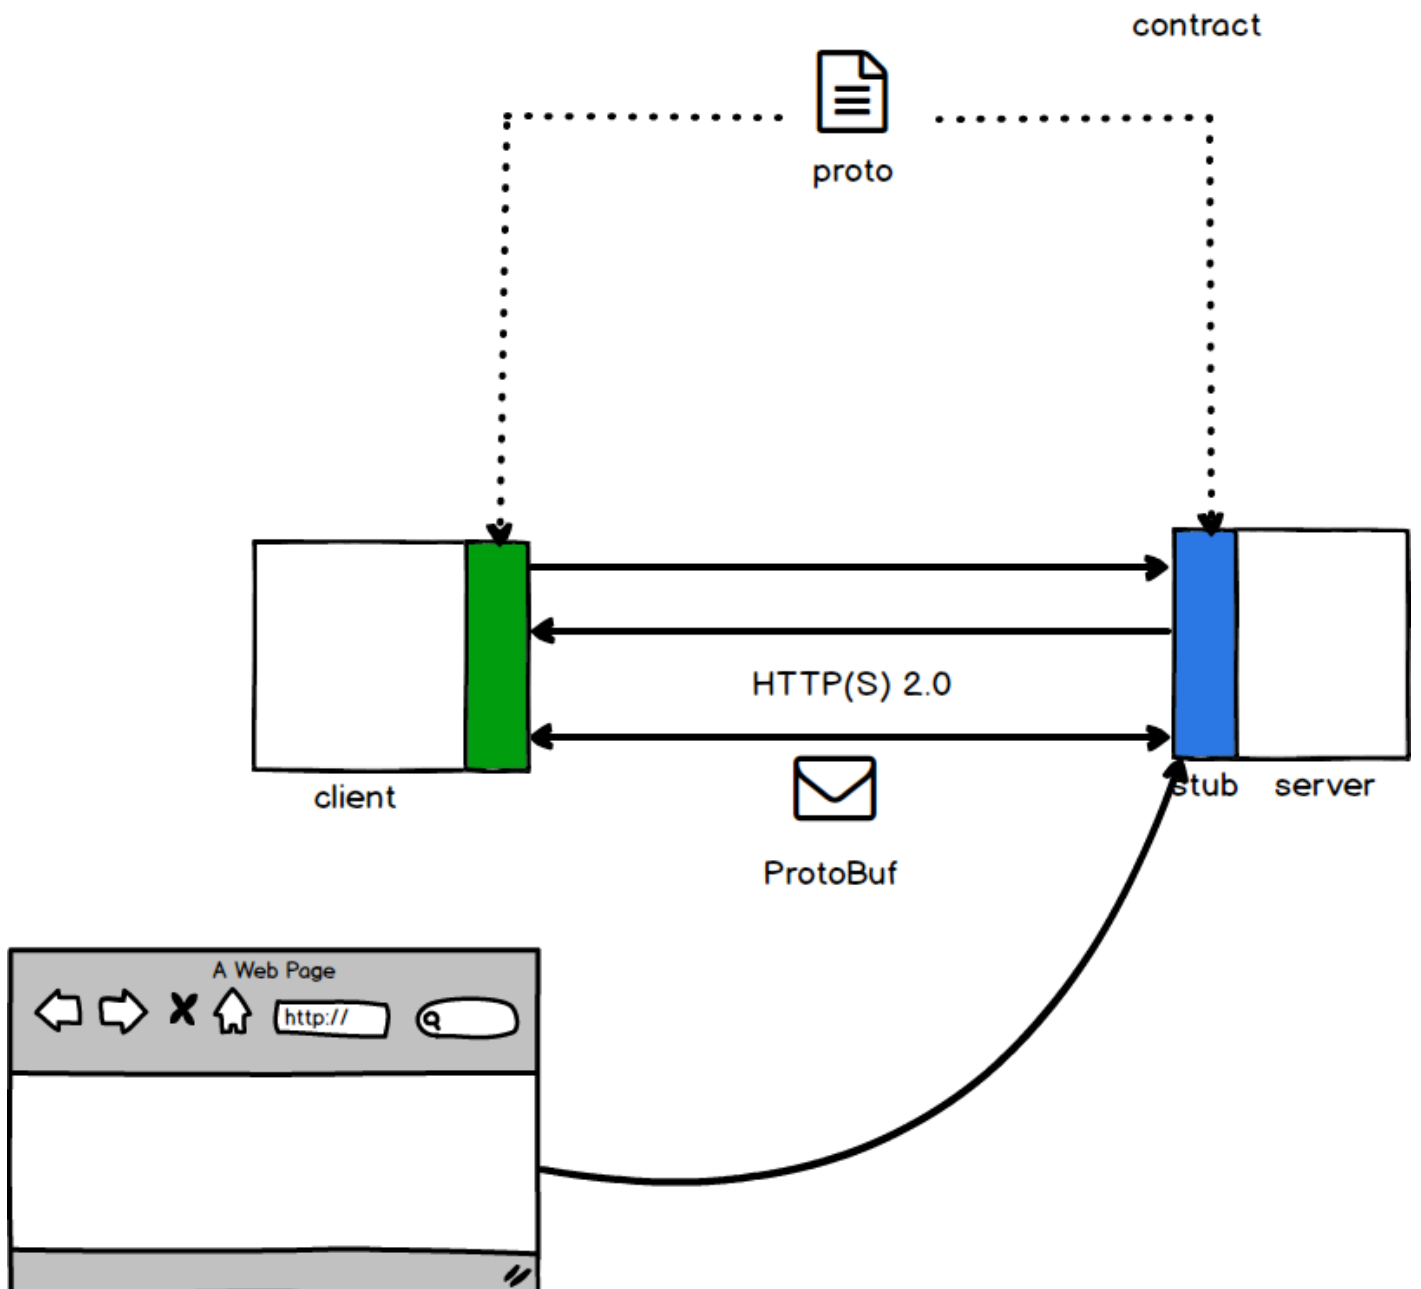 contract
proto
HTTP(S) 2.0
client
stub
server
ProtoBuf
A Web Page
http://